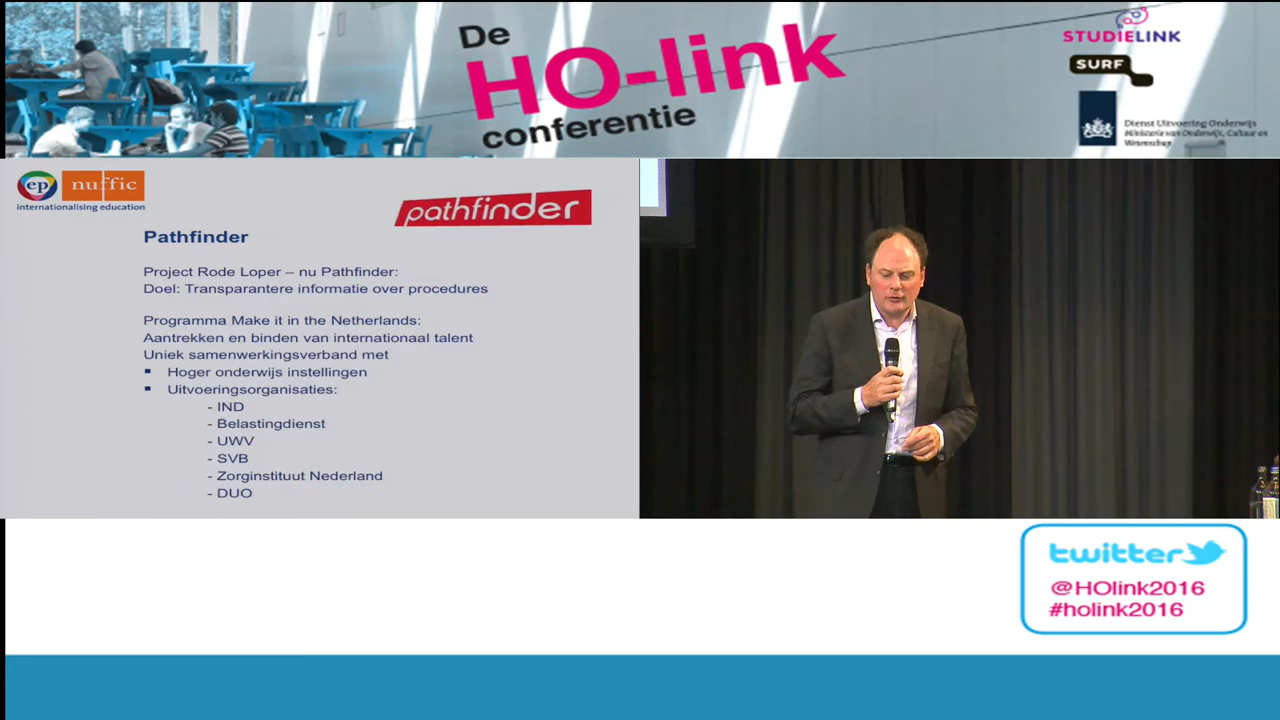 De
HO-link
conferentie
STUDIELINK
SURF
Dienst Uitvoering Onderwijs
Ministerie van Onderwijs, Cultuur en
Wetenschap
ep nuffic
internationalising education
pathfinder
Pathfinder
Project Rode Loper – nu Pathfinder:
Doel: Transparantere informatie over procedures
Programma Make it in the Netherlands:
Aantrekken en binden van internationaal talent
Uniek samenwerkingsverband met
▪ Hoger onderwijs instellingen
▪ Uitvoeringsorganisaties:
- IND
- Belastingdienst
- UWV
- SVB
- Zorginstituut Nederland
- DUO
twitter
@HOlink2016
#holink2016